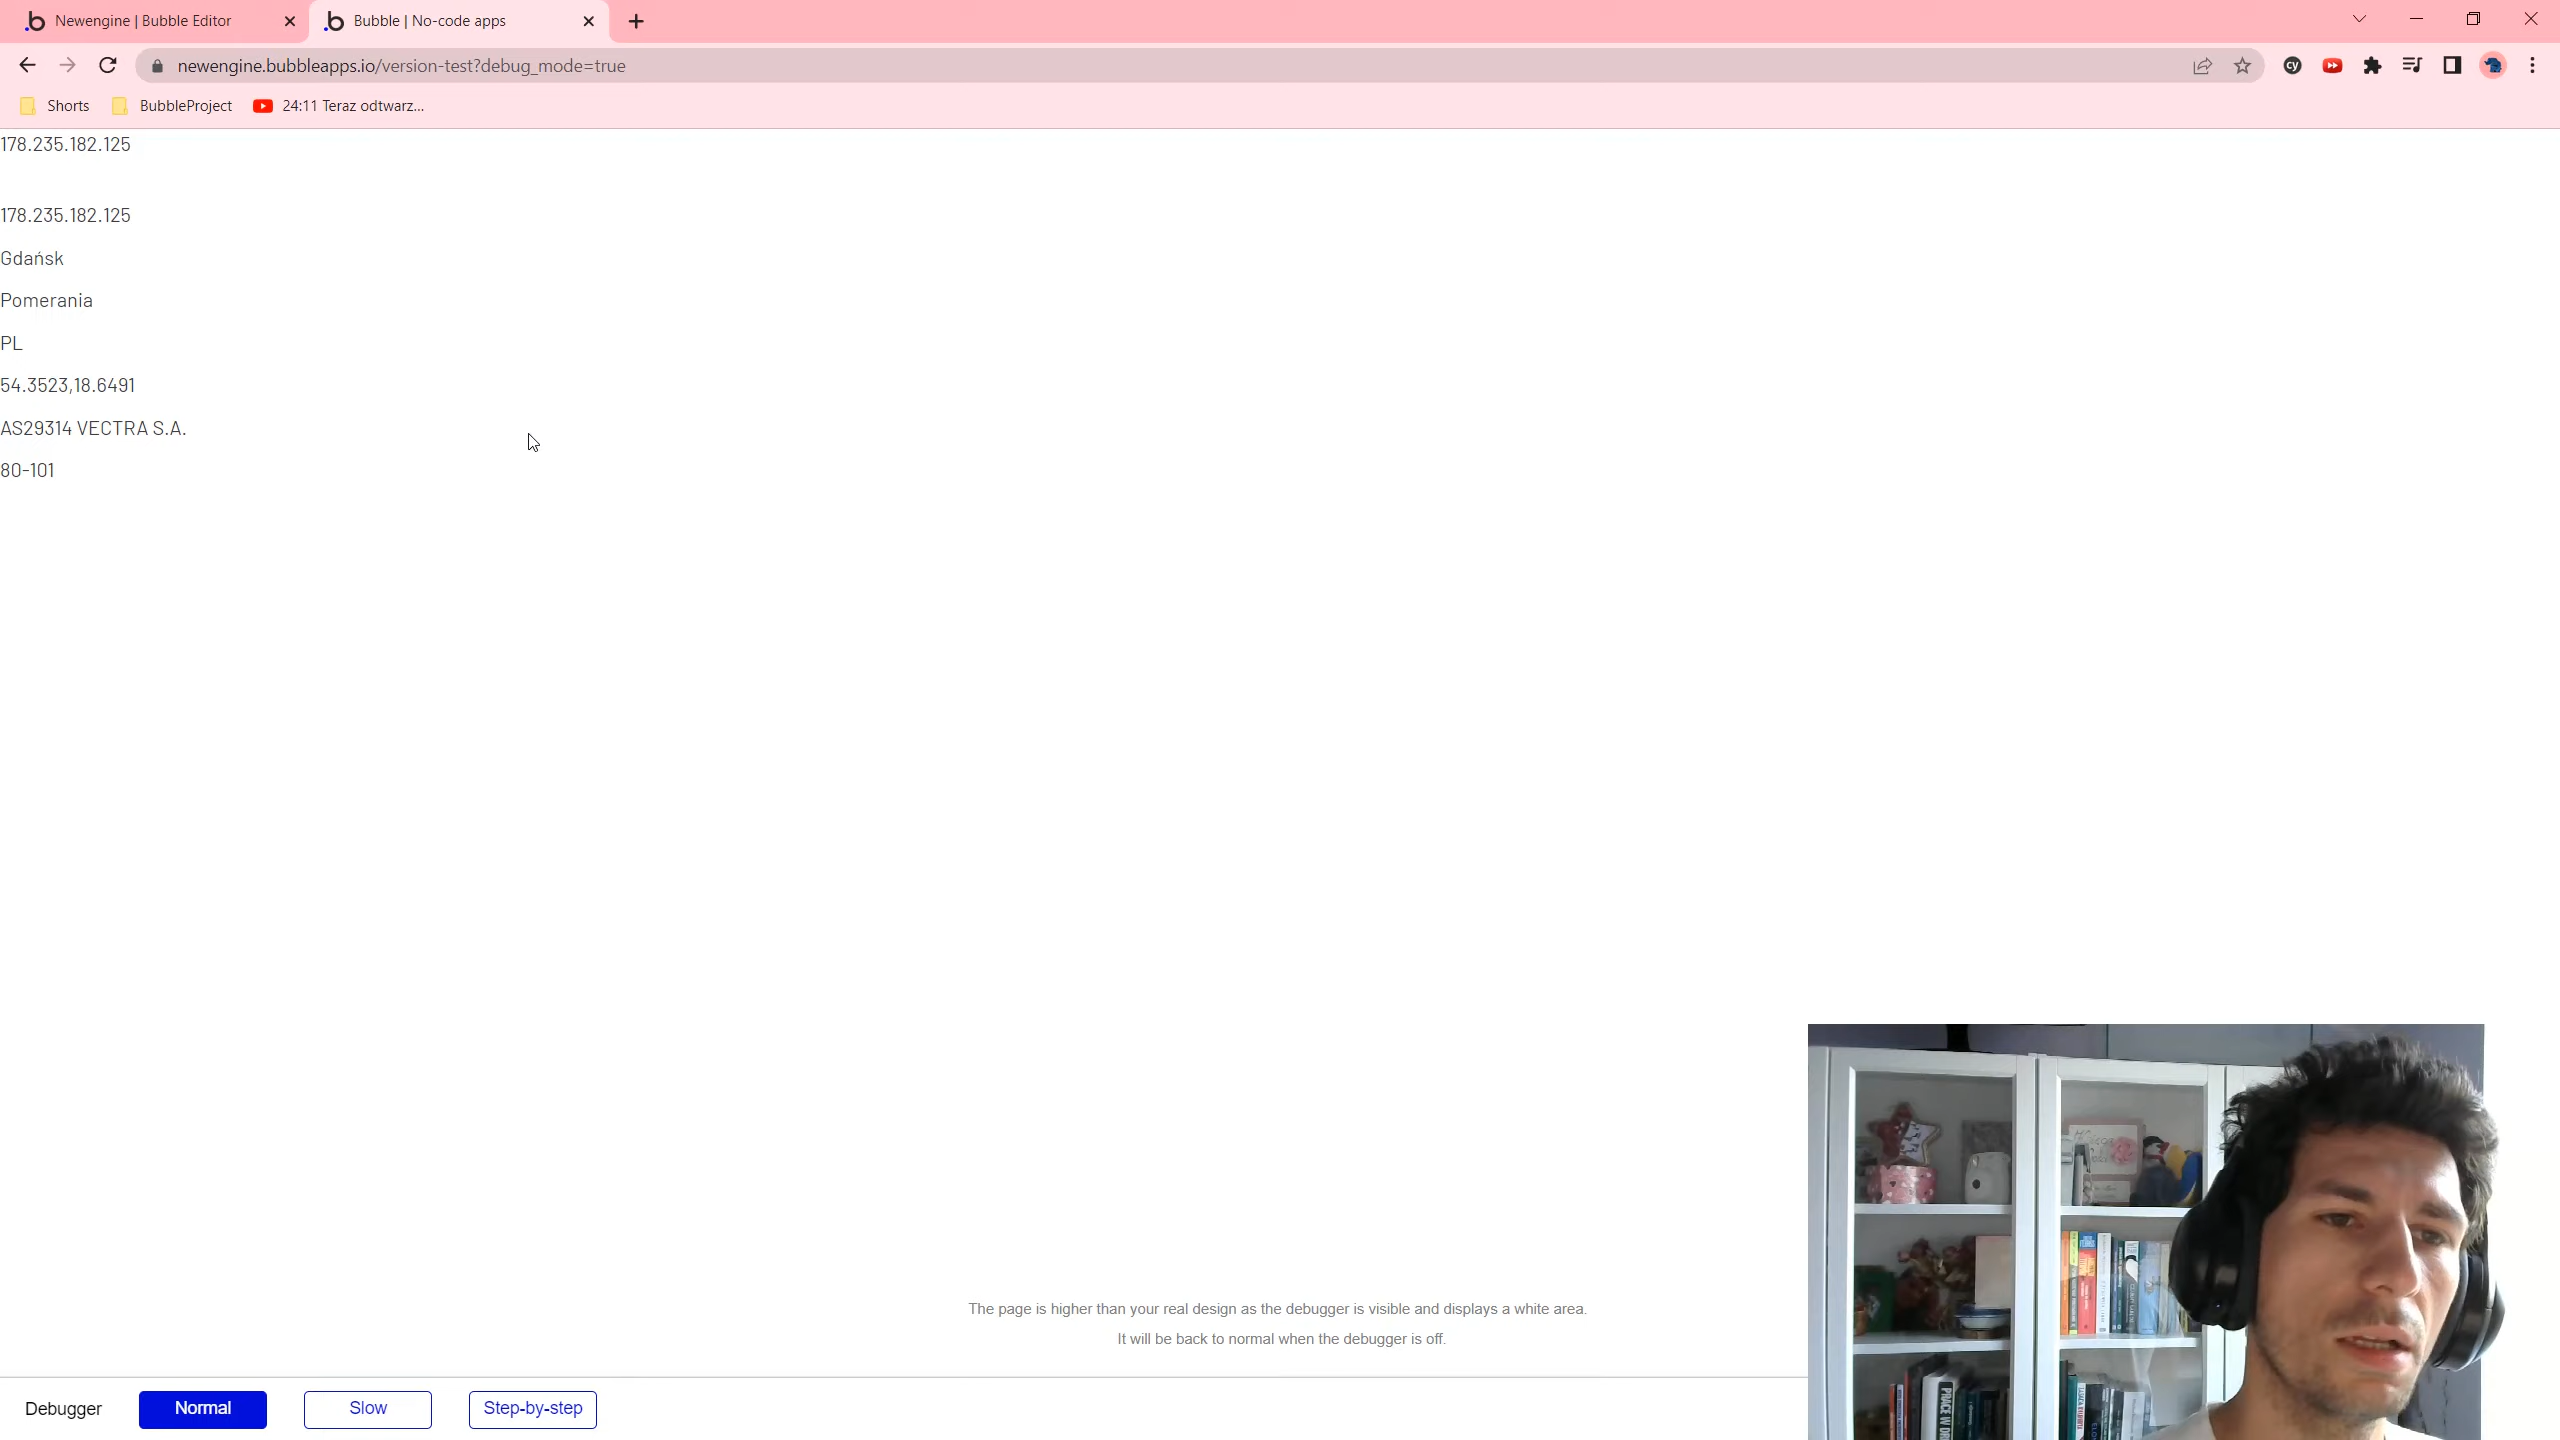 Newengine | Bubble Editor
Bubble | No-code apps
newengine.bubbleapps.io/version-test?debug_mode=true
Shorts
BubbleProject
24:11 Teraz odtwarz...
178.235.182.125
178.235.182.125
Gdańsk
Pomerania
PL
54.3523,18.6491
AS29314 VECTRA S.A.
80-101
The page is higher than your real design as the debugger is visible and displays a white area.
It will be back to normal when the debugger is off.
Debugger
Normal
Slow
Step-by-step